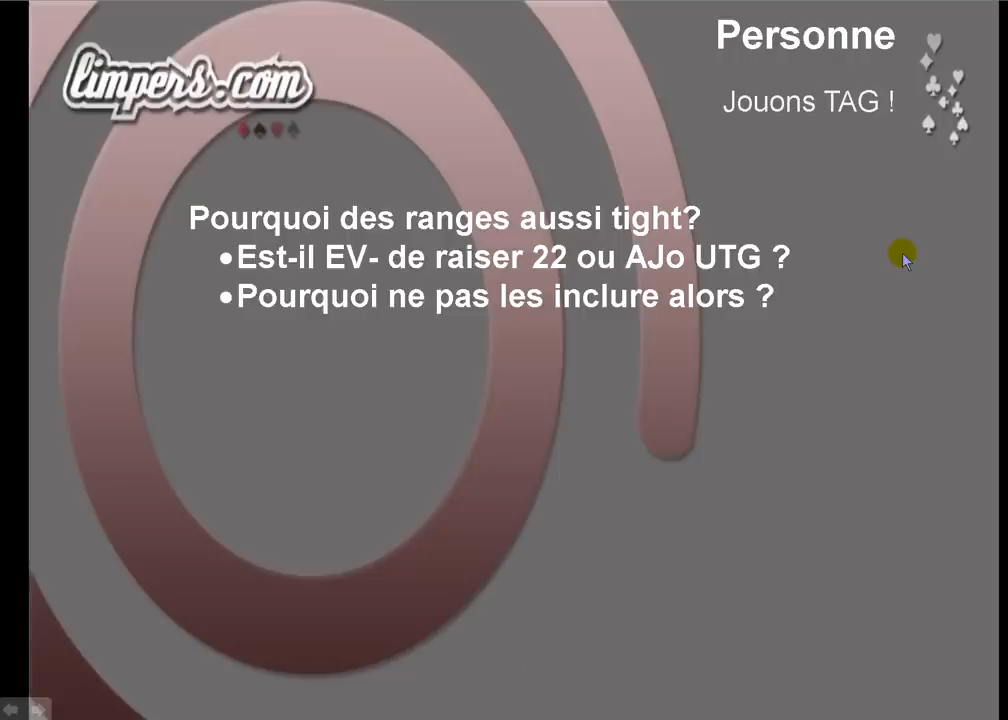 limpers.com
Personne
Jouons TAG !
Pourquoi des ranges aussi tight?
•Est-il EV- de raiser 22 ou AJo UTG ?
•Pourquoi ne pas les inclure alors ?